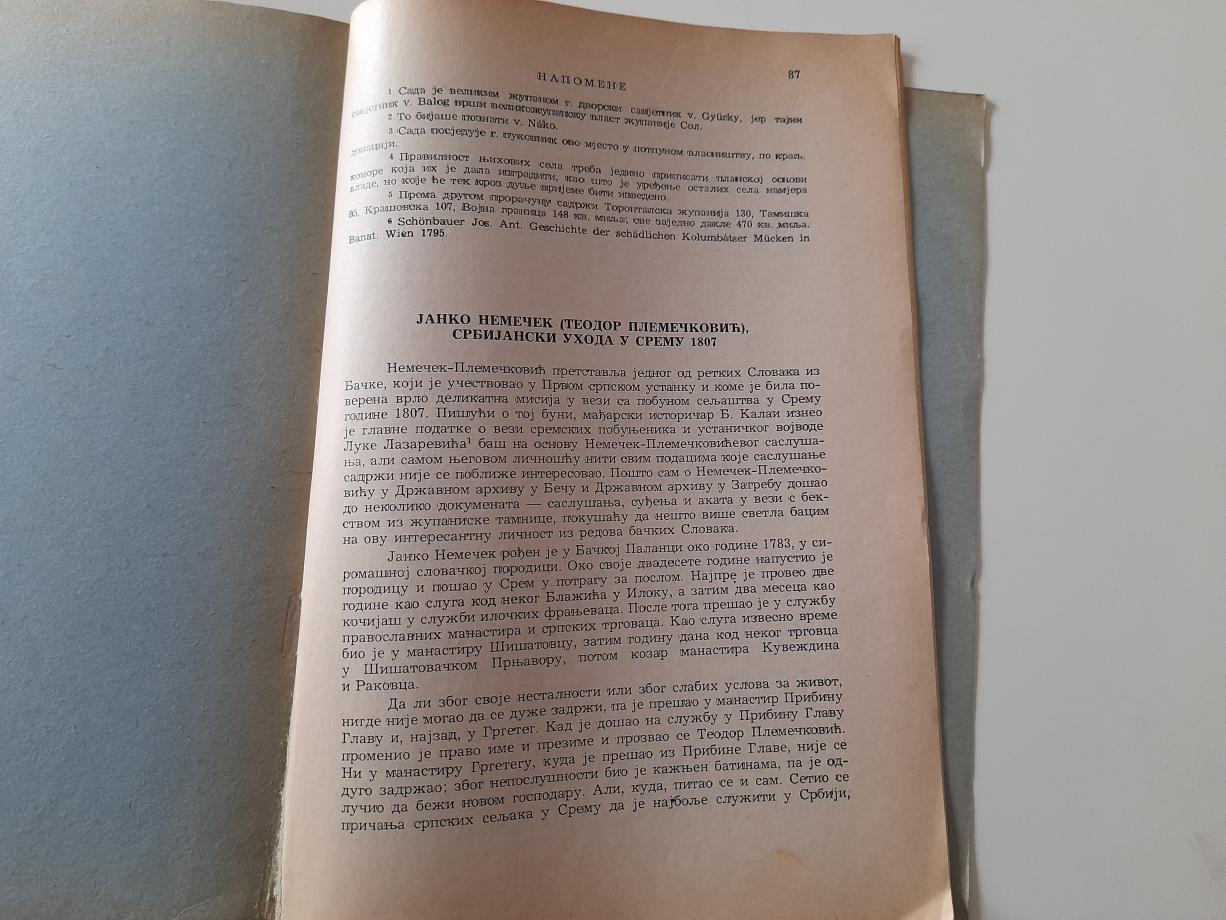 НАПОМЕНЕ
87
1 Сада је великим жупаном г. дворски савјетник v. Gyürky, јер тајни
савјетник v. Balog врши великожупанску власт жупаније Сол.
2 То бијаше познати v. Náko.
3 Сада посједује г. пуковник ово мјесто у потпуном власништву, по краљ.
донацији.
4 Правилност њихових села треба једино приписати планској основи
коморе која их је дала изградити, као што је уређење осталих села намјера
владе, но које ће тек кроз дуље вријеме бити изведено.
5 Према другом прорачуну садржи Торонталска жупанија 130, Тамишка
85, Крашовска 107, Војна граница 148 кв. миља; све заједно дакле 470 кв. миља.
6 Schönbauer Jos. Ant. Geschichte der schädlichen Kolumbátser Mücken in
Banat. Wien 1795.
ЈАНКО НЕМЕЧЕК (ТЕОДОР ПЛЕМЕЧКОВИЋ),
СРБИЈАНСКИ УХОДА У СРЕМУ 1807
Немечек-Племечковић претставља једног од ретких Словака из
Бачке, који је учествовао у Првом српском устанку и коме је била по-
верена врло деликатна мисија у вези са побуном сељаштва у Срему
године 1807. Пишући о тој буни, мађарски историчар Б. Калаи изнео
је главне податке о вези сремских побуњеника и устаничког војводе
Луке Лазаревића¹ баш на основу Немечек-Племечковићевог саслуша-
ња, али самом његовом личношћу нити свим подацима које саслушање
садржи није се поближе интересовао. Пошто сам о Немечек-Племечко-
вићу у Државном архиву у Бечу и Државном архиву у Загребу дошао
до неколико докумената — саслушања, суђења и аката у вези с бек-
ством из жупаниске тамнице, покушаћу да нешто више светла бацим
на ову интересантну личност из редова бачких Словака.
Јанко Немечек рођен је у Бачкој Паланци око године 1783, у си-
ромашној словачкој породици. Око своје двадесете године напустио је
породицу и пошао у Срем у потрагу за послом. Најпре је провео две
године као слуга код неког Блажића у Илоку, а затим два месеца као
кочијаш у служби илочких фрањеваца. После тога прешао је у службу
православних манастира и српских трговаца. Као слуга извесно време
био је у манастиру Шишатовцу, затим годину дана код неког трговца
у Шишатовачком Прњавору, потом козар манастира Кувеждина
и Раковца.
Да ли због своје несталности или због слабих услова за живот,
нигде није могао да се дуже задржи, па је прешао у манастир Прибину
Главу и, најзад, у Гргетег. Кад је дошао на службу у Прибину Главу
променио је право име и презиме и прозвао се Теодор Племечковић.
Ни у манастиру Гргетегу, куда је прешао из Прибине Главе, није се
дуго задржао; због непослушности био је кажњен батинама, па је од-
лучио да бежи новом господару. Али, куда, питао се и сам. Сетио се
причања српских сељака у Срему да је најбоље служити у Србији,